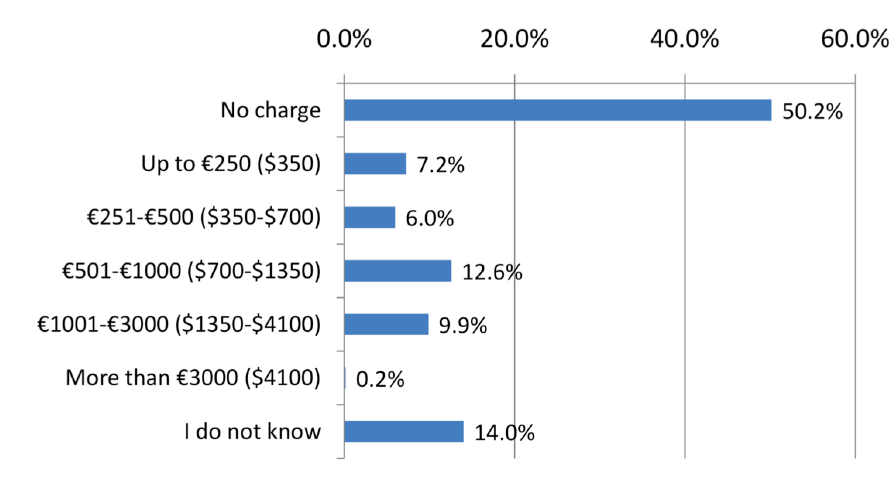 0.0% 20.0% 40.0% 60.0%
No charge 50.2%
Up to €250 ($350) 7.2%
€251-€500 ($350-$700) 6.0%
€501-€1000 ($700-$1350) 12.6%
€1001-€3000 ($1350-$4100) 9.9%
More than €3000 ($4100) 0.2%
I do not know 14.0%